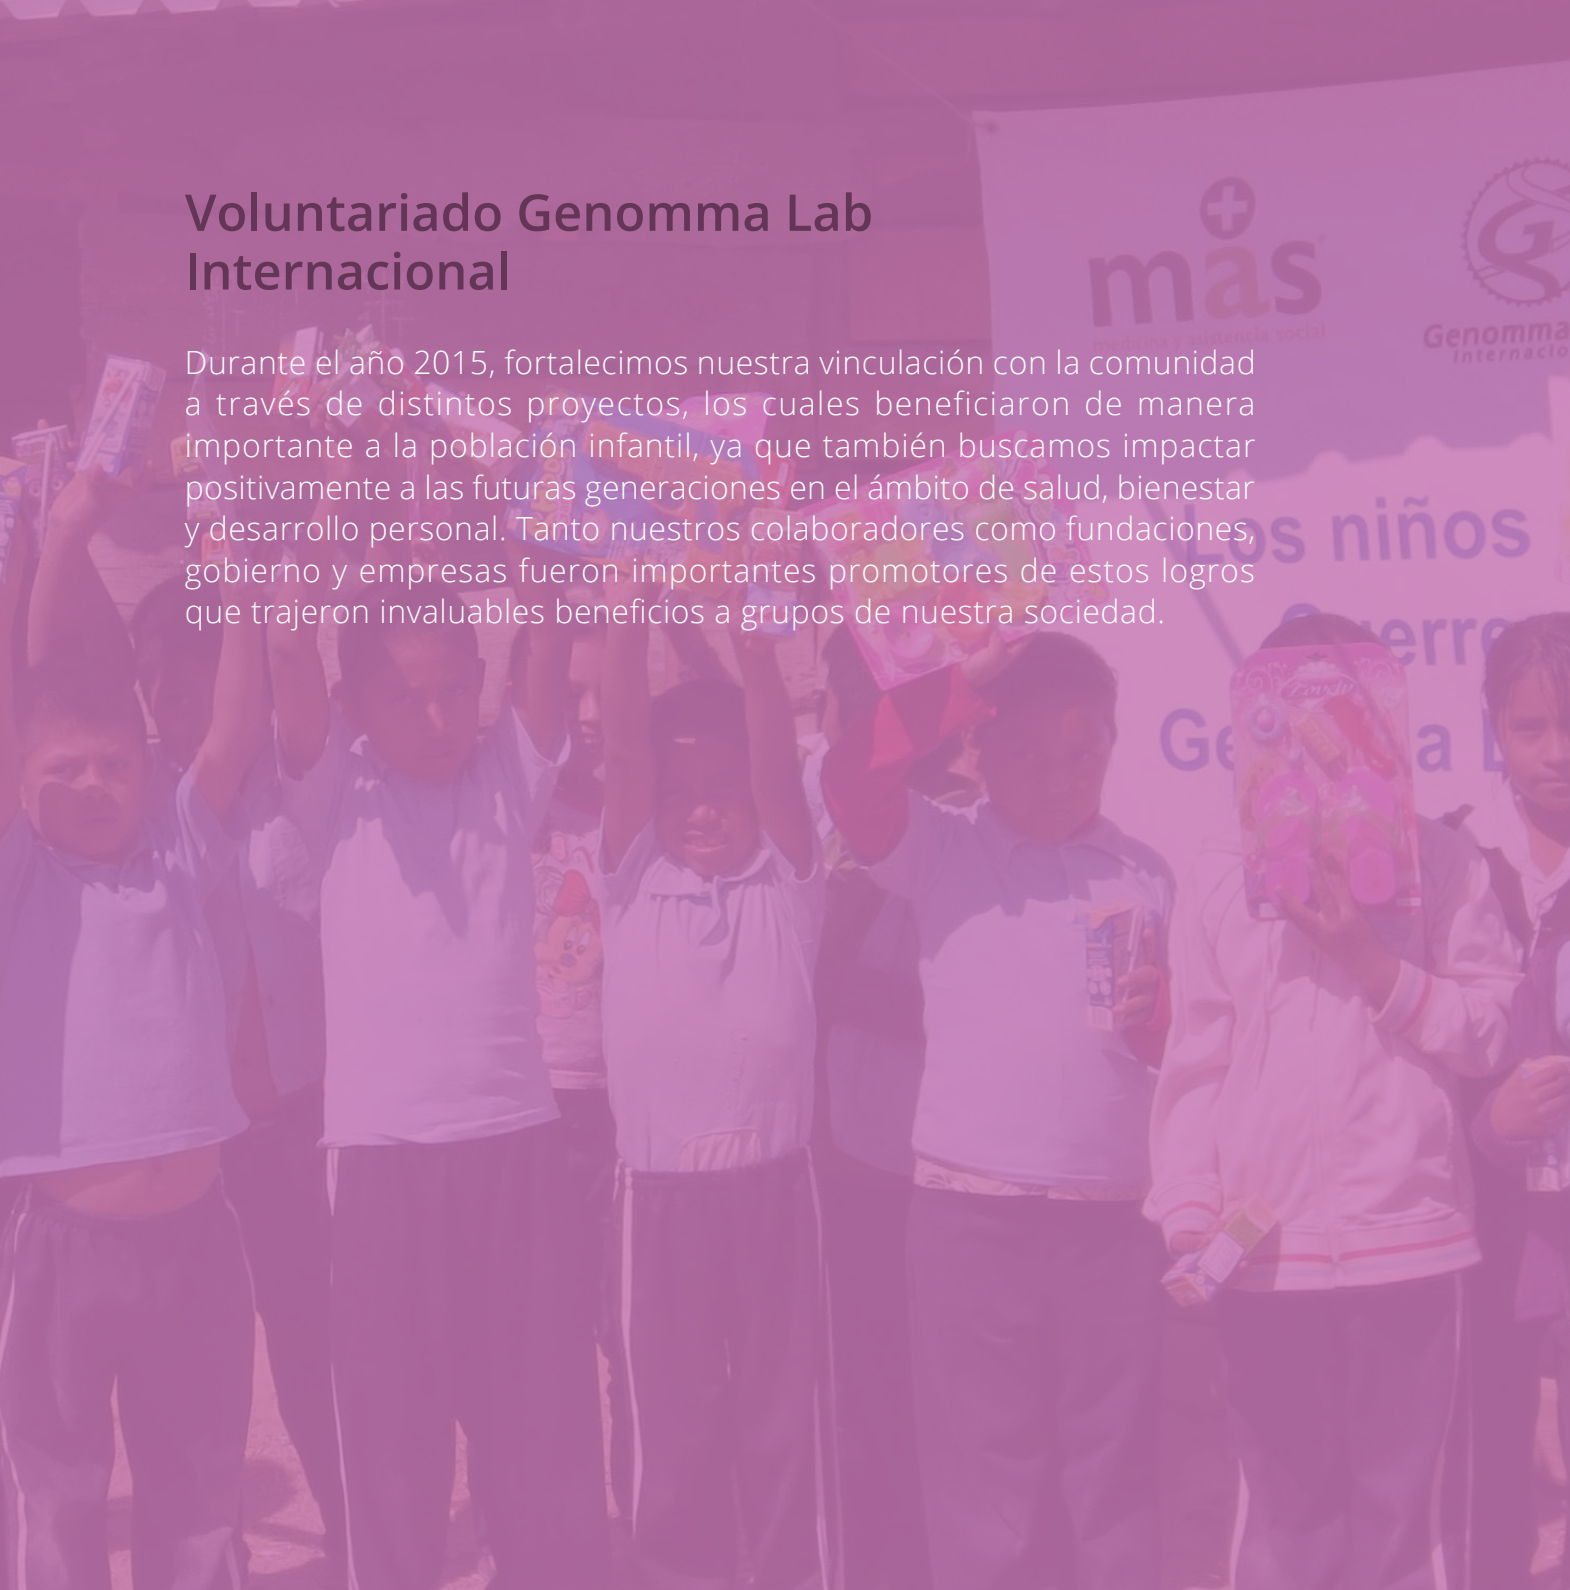 Voluntariado Genomma Lab
Internacional
Durante el año 2015, fortalecimos nuestra vinculación con la comunidad
a través de distintos proyectos, los cuales beneficiaron de manera
importante a la población infantil, ya que también buscamos impactar
positivamente a las futuras generaciones en el ámbito de salud, bienestar
y desarrollo personal. Tanto nuestros colaboradores como fundaciones,
gobierno y empresas fueron importantes promotores de estos logros
que trajeron invaluables beneficios a grupos de nuestra sociedad.
más
medicina y asistencia social
Genomma
Internacio
Los niños